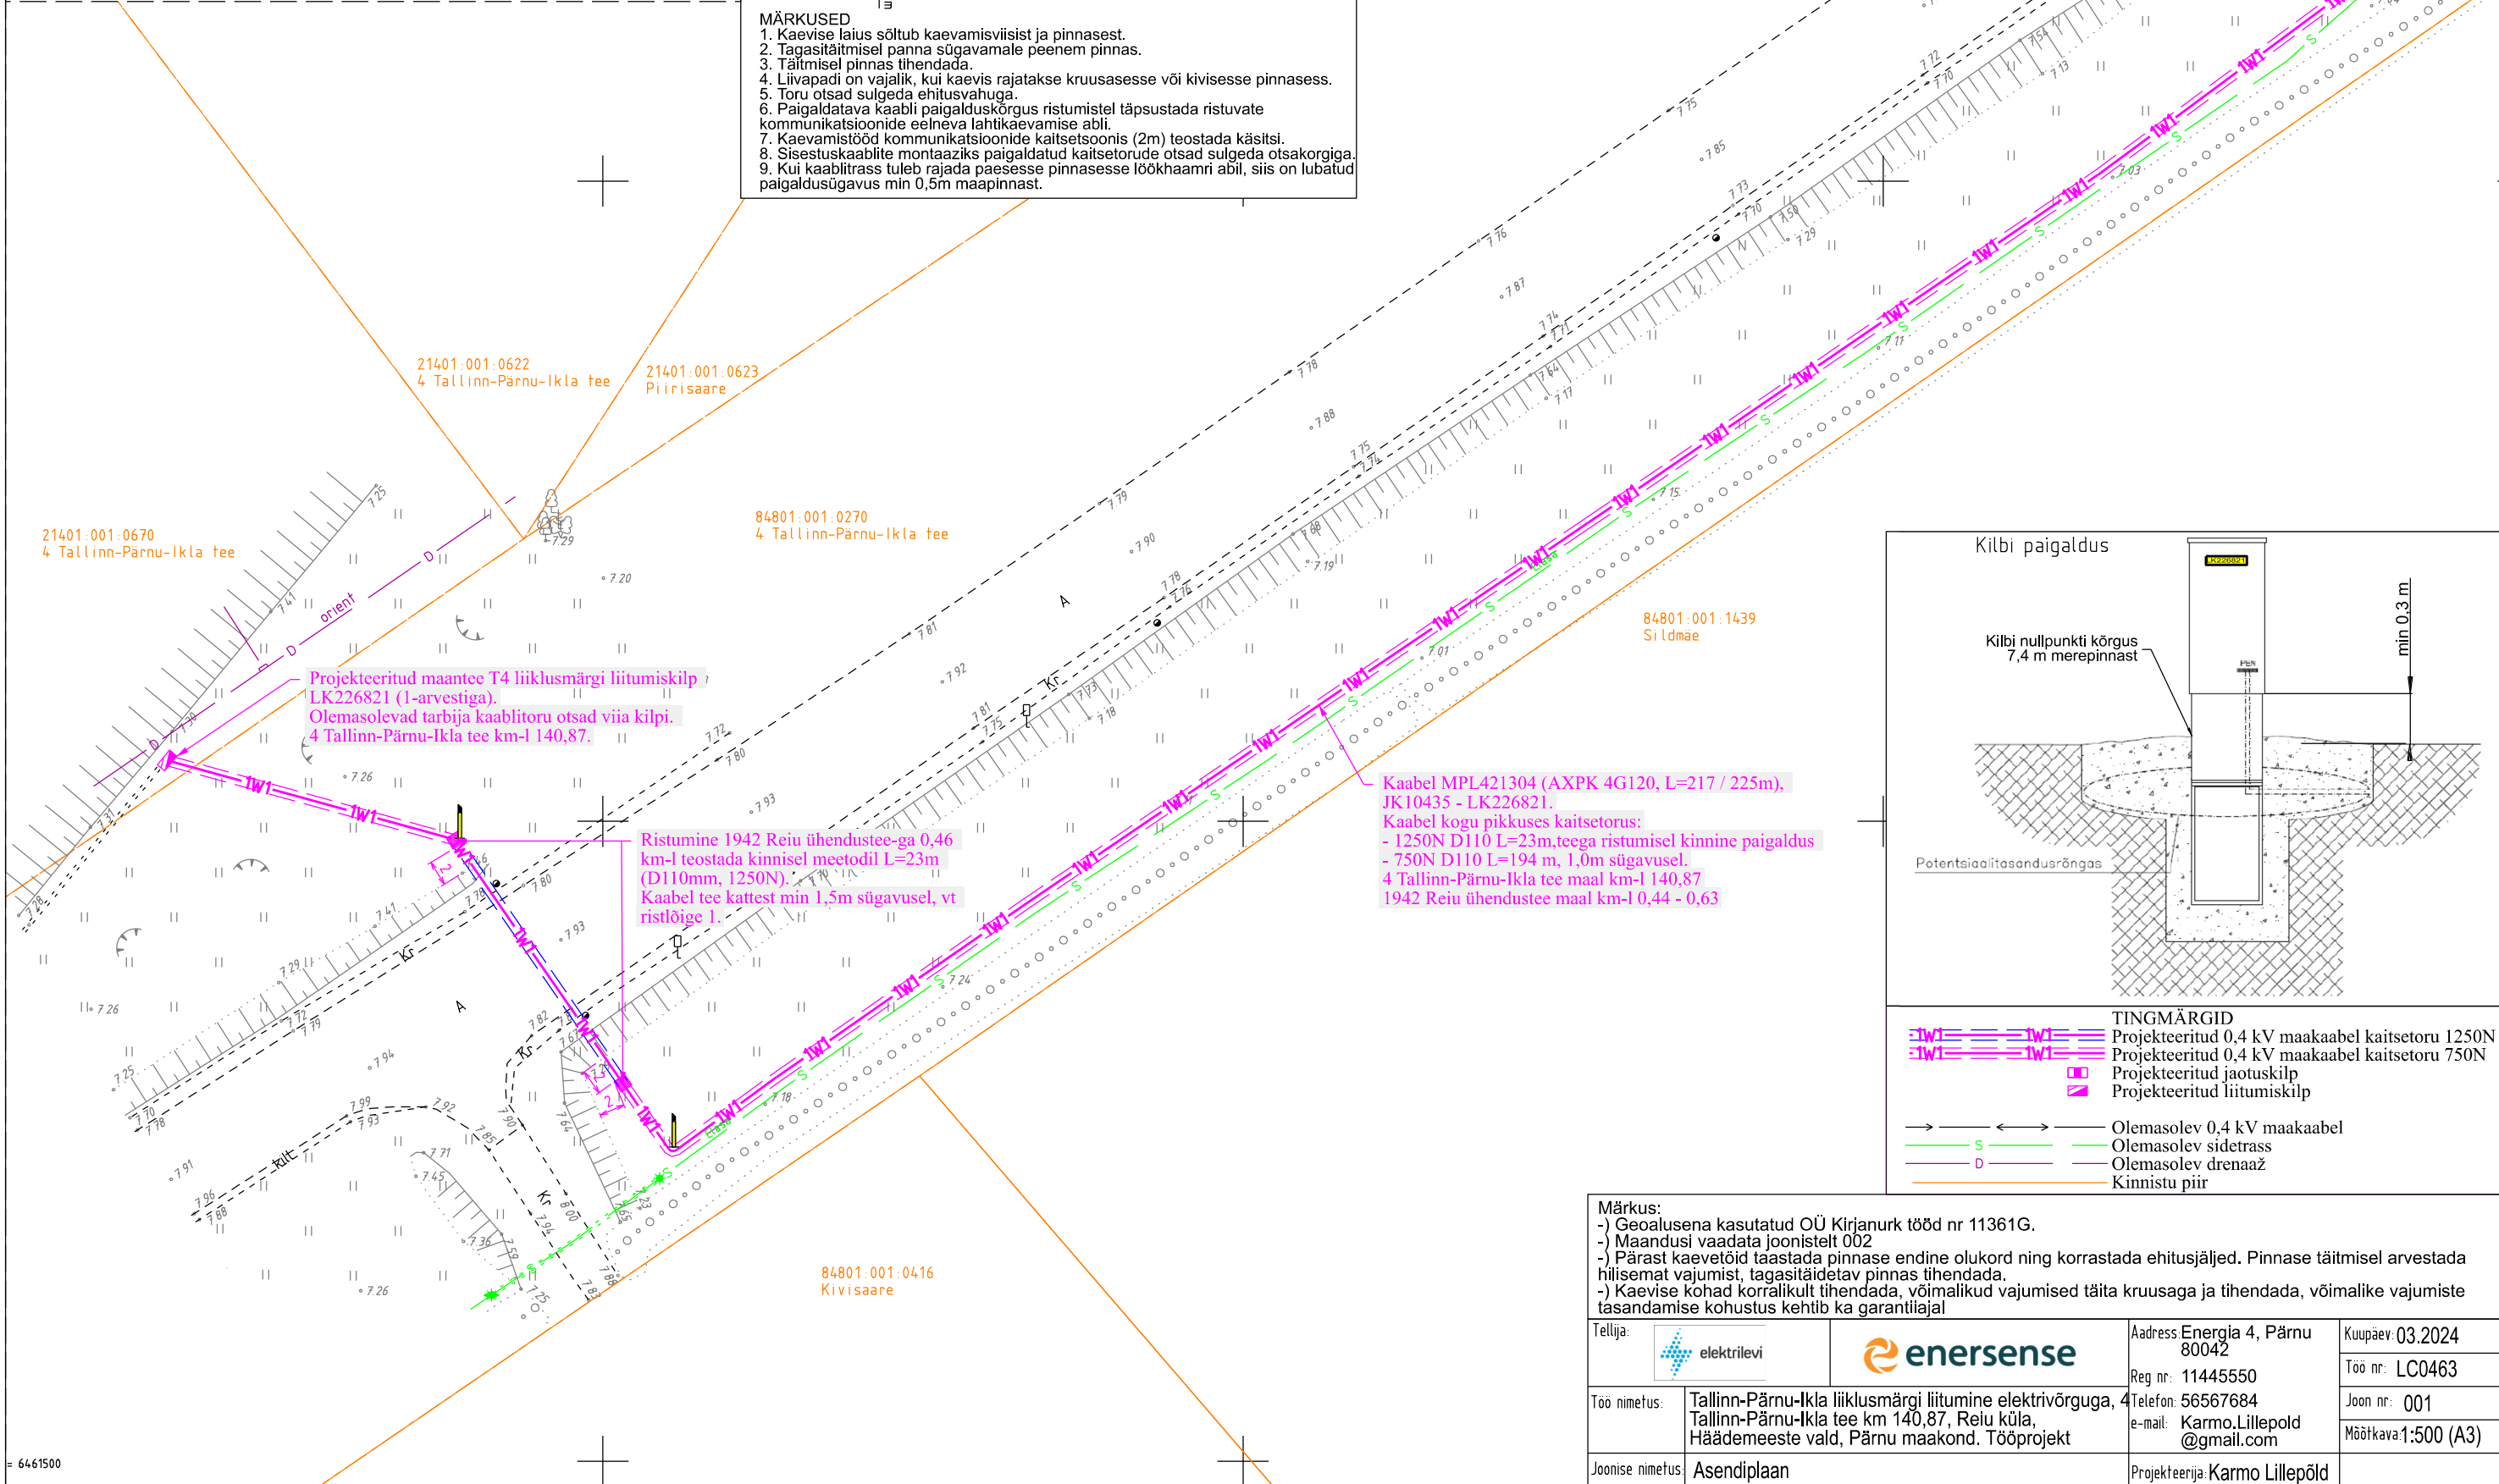 MÄRKUSED
1. Kaevise laius sõltub kaevamisviisist ja pinnasest.
2. Tagasitäitmisel panna sügavamale peenem pinnas.
3. Täitmisel pinnas tihendada.
4. Liivapadi on vajalik, kui kaevis rajatakse kruusasesse või kivisesse pinnasess.
5. Toru otsad sulgeda ehitusvahuga.
6. Paigaldatava kaabli paigalduskõrgus ristumistel täpsustada ristuvate
kommunikatsioonide eelneva lahtikaevamise abli.
7. Kaevamistööd kommunikatsioonide kaitsetsoonis (2m) teostada käsitsi.
8. Sisestuskaablite montaaziks paigaldatud kaitsetorude otsad sulgeda otsakorgiga.
9. Kui kaablitrass tuleb rajada paesesse pinnasesse löökhaamri abil, siis on lubatud
paigaldusügavus min 0,5m maapinnast.
21401:001:0622
4 Tallinn-Pärnu-Ikla tee
21401:001:0623
Piirisaare
21401:001:0670
4 Tallinn-Pärnu-Ikla tee
84801:001:0270
4 Tallinn-Pärnu-Ikla tee
84801:001:1439
Sildmäe
84801:001:0416
Kivisaare
orient
Projekteeritud maantee T4 liiklusmärgi liitumiskilp
LK226821 (1-arvestiga).
Olemasolevad tarbija kaablitoru otsad viia kilpi.
4 Tallinn-Pärnu-Ikla tee km-l 140,87.
Ristumine 1942 Reiu ühendustee-ga 0,46
km-l teostada kinnisel meetodil L=23m
(D110mm, 1250N).
Kaabel tee kattest min 1,5m sügavusel, vt
ristlõige 1.
Kaabel MPL421304 (AXPK 4G120, L=217 / 225m),
JK10435 - LK226821.
Kaabel kogu pikkuses kaitsetorus:
- 1250N D110 L=23m,teega ristumisel kinnine paigaldus
- 750N D110 L=194 m, 1,0m sügavusel.
4 Tallinn-Pärnu-Ikla tee maal km-l 140,87
1942 Reiu ühendustee maal km-l 0,44 - 0,63
Kilbi paigaldus
LK226821
min 0,3 m
Kilbi nullpunkti kõrgus
7,4 m merepinnast
PEN
Potentsiaalitasandusrõngas
TINGMÄRGID
1W1 1W1 Projekteeritud 0,4 kV maakaabel kaitsetoru 1250N
1W1 1W1 Projekteeritud 0,4 kV maakaabel kaitsetoru 750N
Projekteeritud jaotuskilp
Projekteeritud liitumiskilp
Olemasolev 0,4 kV maakaabel
S Olemasolev sidetrass
D Olemasolev drenaaž
Kinnistu piir
Märkus:
-) Geoalusena kasutatud OÜ Kirjanurk tööd nr 11361G.
-) Maandusi vaadata joonistelt 002
-) Pärast kaevetöid taastada pinnase endine olukord ning korrastada ehitusjäljed. Pinnase täitmisel arvestada
hilisemat vajumist, tagasitäidetav pinnas tihendada.
-) Kaevise kohad korralikult tihendada, võimalikud vajumised täita kruusaga ja tihendada, võimalike vajumiste
tasandamise kohustus kehtib ka garantiiajal
Tellija:
elektrilevi
enersense
Aadress: Energia 4, Pärnu
80042
Reg nr: 11445550
Telefon: 56567684
e-mail: Karmo.Lillepold
@gmail.com
Kuupäev: 03.2024
Töö nr: LC0463
Joon nr: 001
Mõõtkava: 1:500 (A3)
Töö nimetus: Tallinn-Pärnu-Ikla liiklusmärgi liitumine elektrivõrguga, 4
Tallinn-Pärnu-Ikla tee km 140,87, Reiu küla,
Häädemeeste vald, Pärnu maakond. Tööprojekt
Joonise nimetus: Asendiplaan
Projekteerija: Karmo Lillepõld
= 6461500